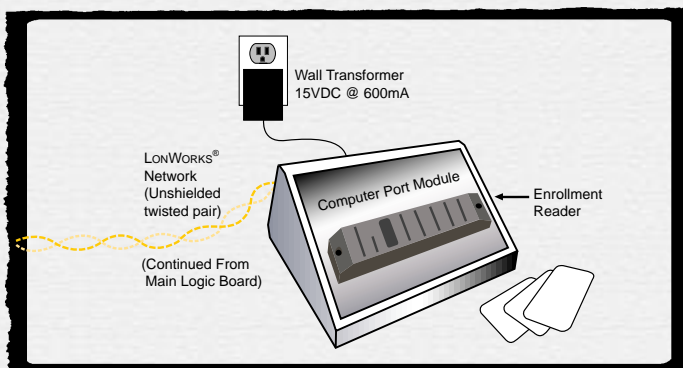 Wall Transformer
15VDC @ 600mA
LONWORKS®
Network
(Unshielded
twisted pair)
Computer Port Module
Enrollment
Reader
(Continued From
Main Logic Board)